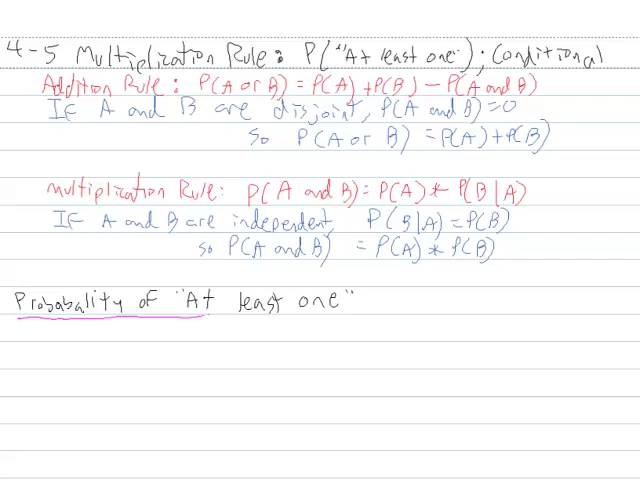 4-5 Multiplication Rule: P("At least one"); Conditional
Addition Rule: P(A or B) = P(A) + P(B) - P(A and B)
If A and B are disjoint, P(A and B) = 0
So P(A or B) = P(A) + P(B)
Multiplication Rule: P(A and B) = P(A) * P(B|A)
If A and B are independent, P(B|A) = P(B)
so P(A and B) = P(A) * P(B)
Probabality of "At least one"